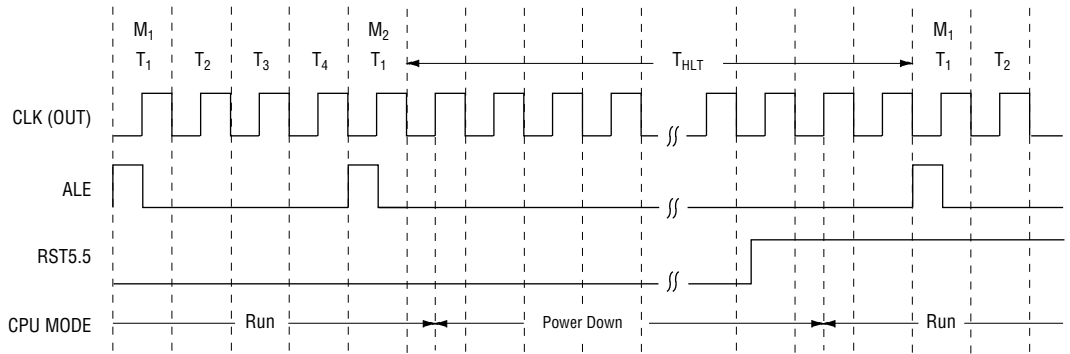 M₁ M₂ M₁
T₁ T₂ T₃ T₄ T₁ T_HLT T₁ T₂
CLK (OUT)
ALE
RST5.5
CPU MODE Run Power Down Run